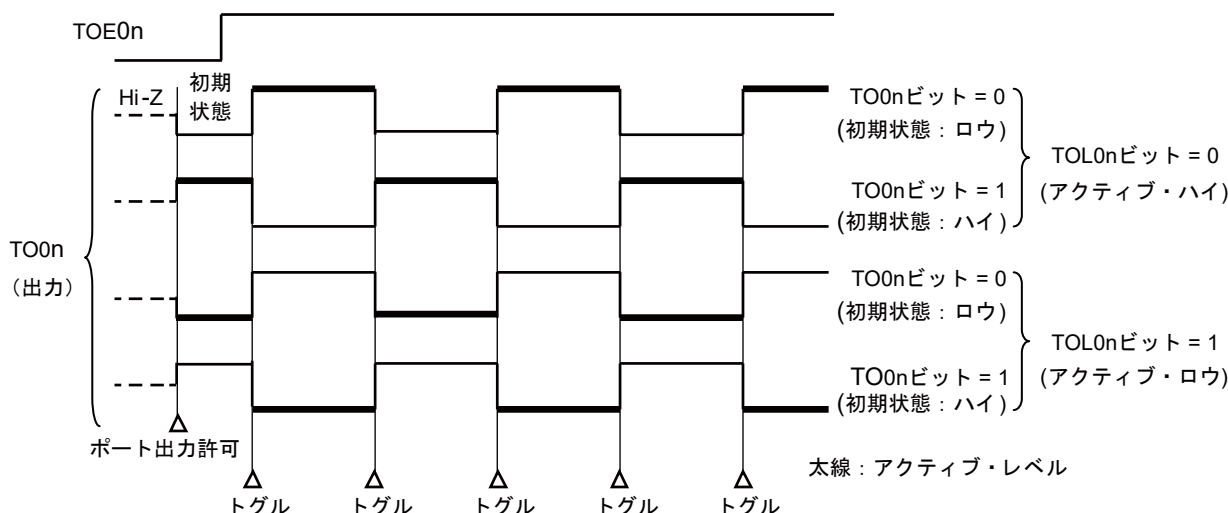 TOE0n
Hi-Z
初期
状態
TO0nビット = 0
(初期状態：ロウ)
TOL0nビット = 0
(アクティブ・ハイ)
TO0nビット = 1
(初期状態：ハイ)
TO0n
（出力）
TO0nビット = 0
(初期状態：ロウ)
TOL0nビット = 1
(アクティブ・ロウ)
TO0nビット = 1
(初期状態：ハイ)
ポート出力許可
太線：アクティブ・レベル
トグル
トグル
トグル
トグル
トグル